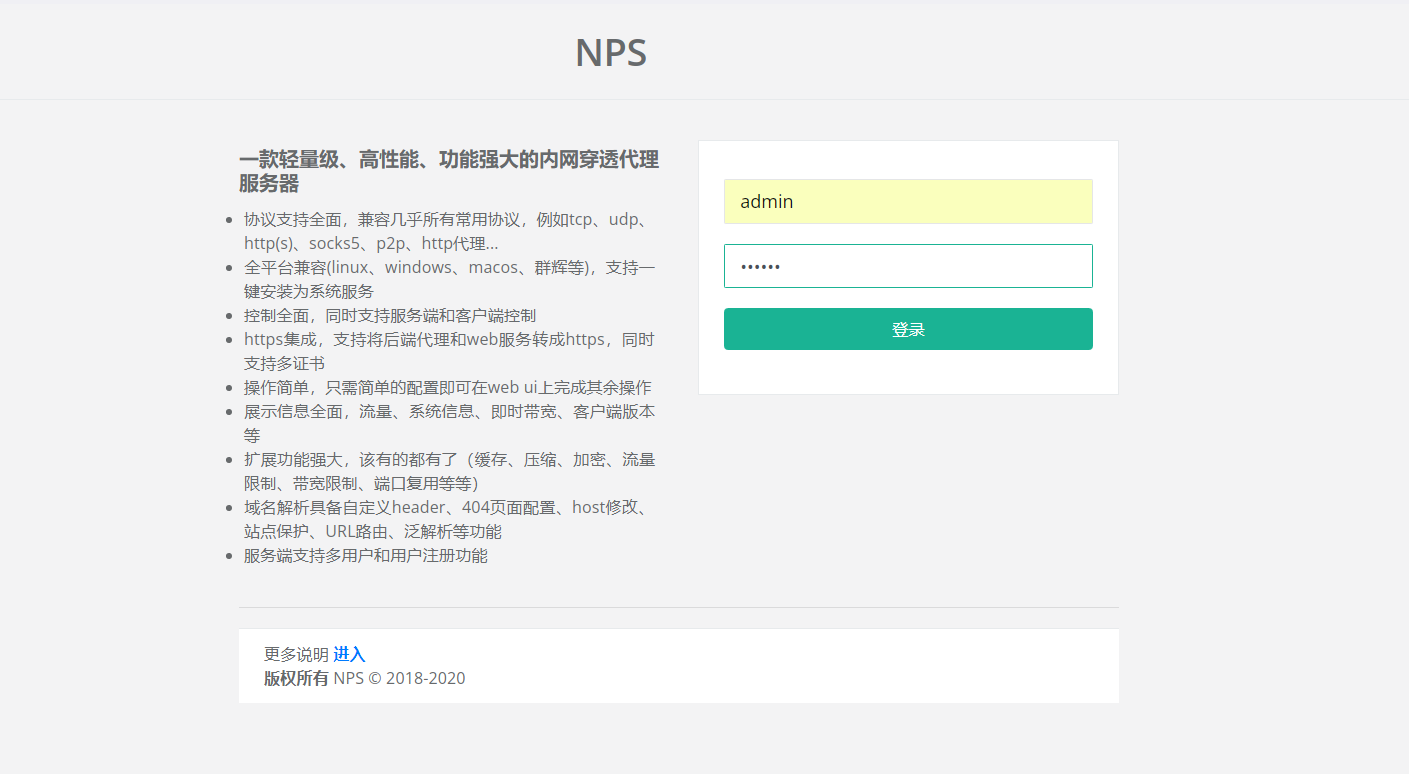 NPS
一款轻量级、高性能、功能强大的内网穿透代理
服务器
协议支持全面，兼容几乎所有常用协议，例如tcp、udp、
http(s)、socks5、p2p、http代理...
全平台兼容(linux、windows、macos、群辉等)，支持一
键安装为系统服务
控制全面，同时支持服务端和客户端控制
https集成，支持将后端代理和web服务转成https，同时
支持多证书
操作简单，只需简单的配置即可在web ui上完成其余操作
展示信息全面，流量、系统信息、即时带宽、客户端版本
等
扩展功能强大，该有的都有了（缓存、压缩、加密、流量
限制、带宽限制、端口复用等等）
域名解析具备自定义header、404页面配置、host修改、
站点保护、URL路由、泛解析等功能
服务端支持多用户和用户注册功能
admin
••••••
登录
更多说明 进入
版权所有 NPS © 2018-2020